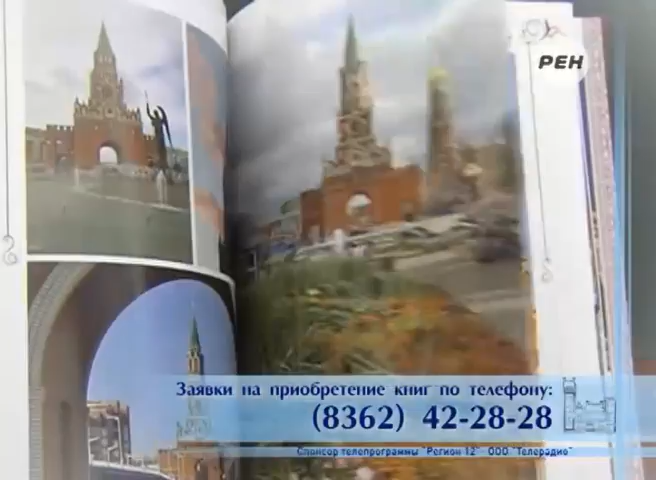 РЕН
Заявки на приобретение книг по телефону:
(8362) 42-28-28
Спонсор телепрограммы "Регион 12" ООО "Телерадио"